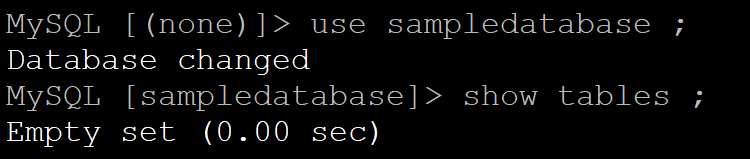 MySQL [(none)]> use sampledatabase ;
Database changed
MySQL [sampledatabase]> show tables ;
Empty set (0.00 sec)